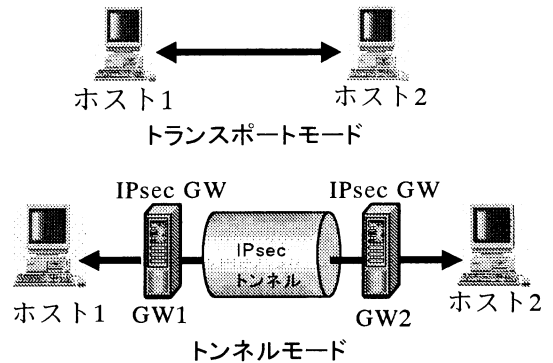 ホスト1
ホスト2
トランスポートモード
IPsec GW
IPsec GW
IPsec
トンネル
ホスト1
GW1
GW2
ホスト2
トンネルモード